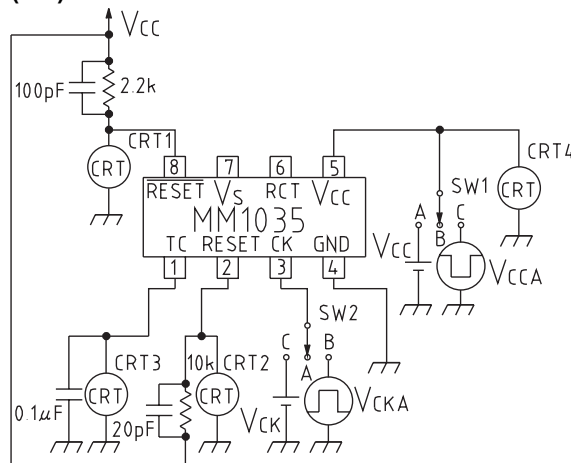 VCC
100pF
2.2k
CRT1
CRT
8 7 6 5
RESET VS RCT VCC
MM1035
TC RESET CK GND
1 2 3 4
CRT4
CRT
SW1
A C
B
VCC
VCCA
SW2
C B
A
CRT3
10k CRT2
CRT
CRT
0.1μF
20pF
VCK
VCKA